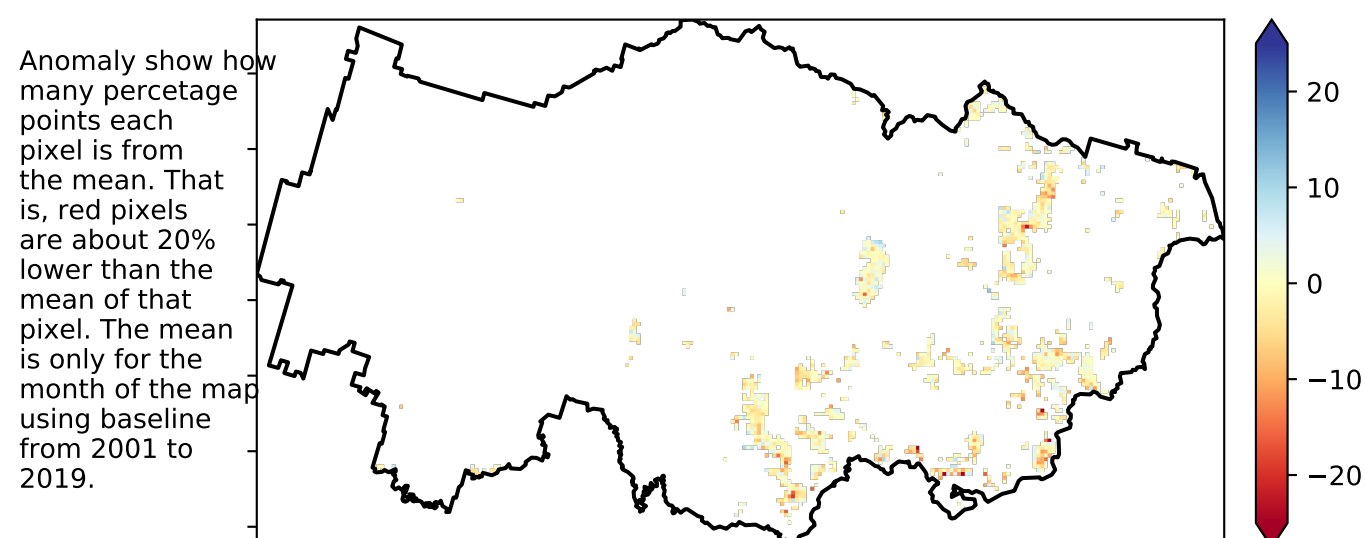 Anomaly show how
many percetage
points each
pixel is from
the mean. That
is, red pixels
are about 20%
lower than the
mean of that
pixel. The mean
is only for the
month of the map
using baseline
from 2001 to
2019.
20
10
0
−10
−20